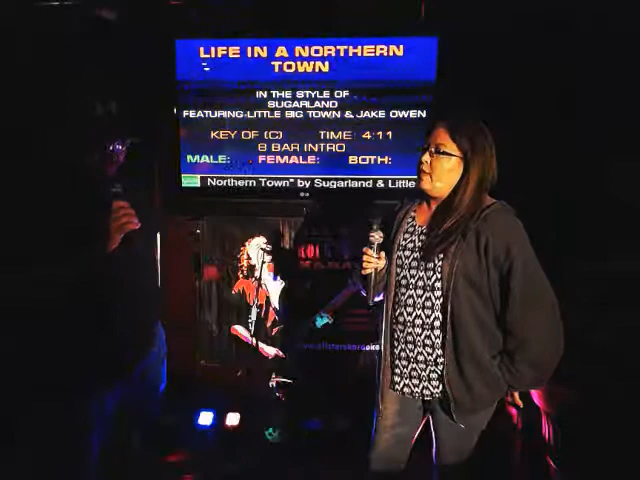 LIFE IN A NORTHERN
TOWN
IN THE STYLE OF
SUGARLAND
FEATURING LITTLE BIG TOWN & JAKE OWEN
KEY OF (C) TIME: 4:11
8 BAR INTRO
MALE: FEMALE: BOTH:
Northern Town" by Sugarland & Little